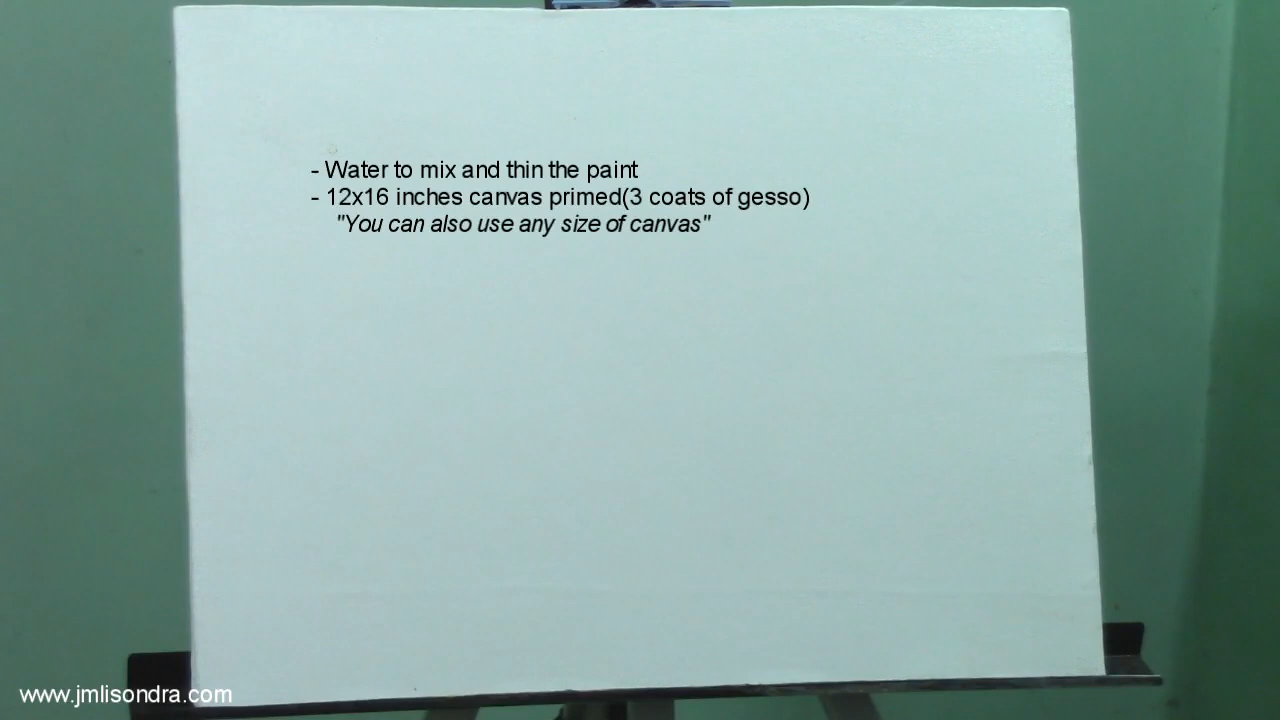 - Water to mix and thin the paint
- 12x16 inches canvas primed(3 coats of gesso)
"You can also use any size of canvas"
www.jmlisondra.com